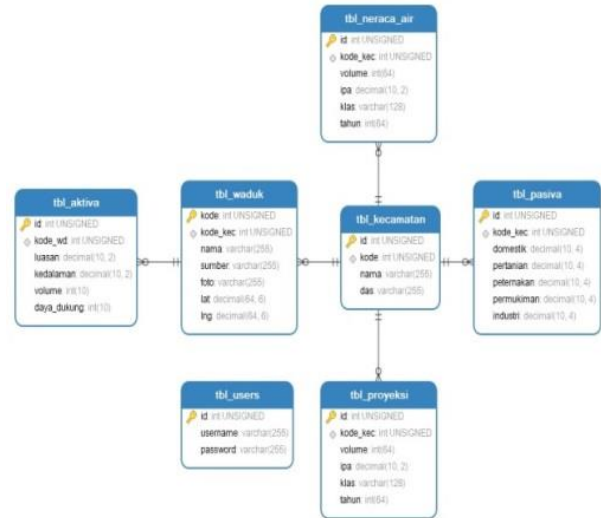 tbl_neraca_air
id: int UNSIGNED
kode_kec: int UNSIGNED
volume: int(64)
ipa: decimal(10, 2)
klas: varchar(128)
tahun: int(64)
tbl_aktiva
id: int UNSIGNED
kode_wd: int UNSIGNED
luasan: decimal(10, 2)
kedalaman: decimal(10, 2)
volume: int(10)
daya_dukung: int(10)
tbl_waduk
kode: int UNSIGNED
kode_kec: int UNSIGNED
nama: varchar(255)
sumber: varchar(255)
foto: varchar(255)
lat: decimal(64, 6)
lng: decimal(64, 6)
tbl_kecamatan
id: int UNSIGNED
kode: int UNSIGNED
nama: varchar(255)
das: varchar(255)
tbl_pasiva
id: int UNSIGNED
kode_kec: int UNSIGNED
domestik: decimal(10, 4)
pertanian: decimal(10, 4)
peternakan: decimal(10, 4)
permukiman: decimal(10, 4)
industri: decimal(10, 4)
tbl_users
id: int UNSIGNED
username: varchar(255)
password: varchar(255)
tbl_proyeksi
id: int UNSIGNED
kode_kec: int UNSIGNED
volume: int(64)
ipa: decimal(10, 2)
klas: varchar(128)
tahun: int(64)